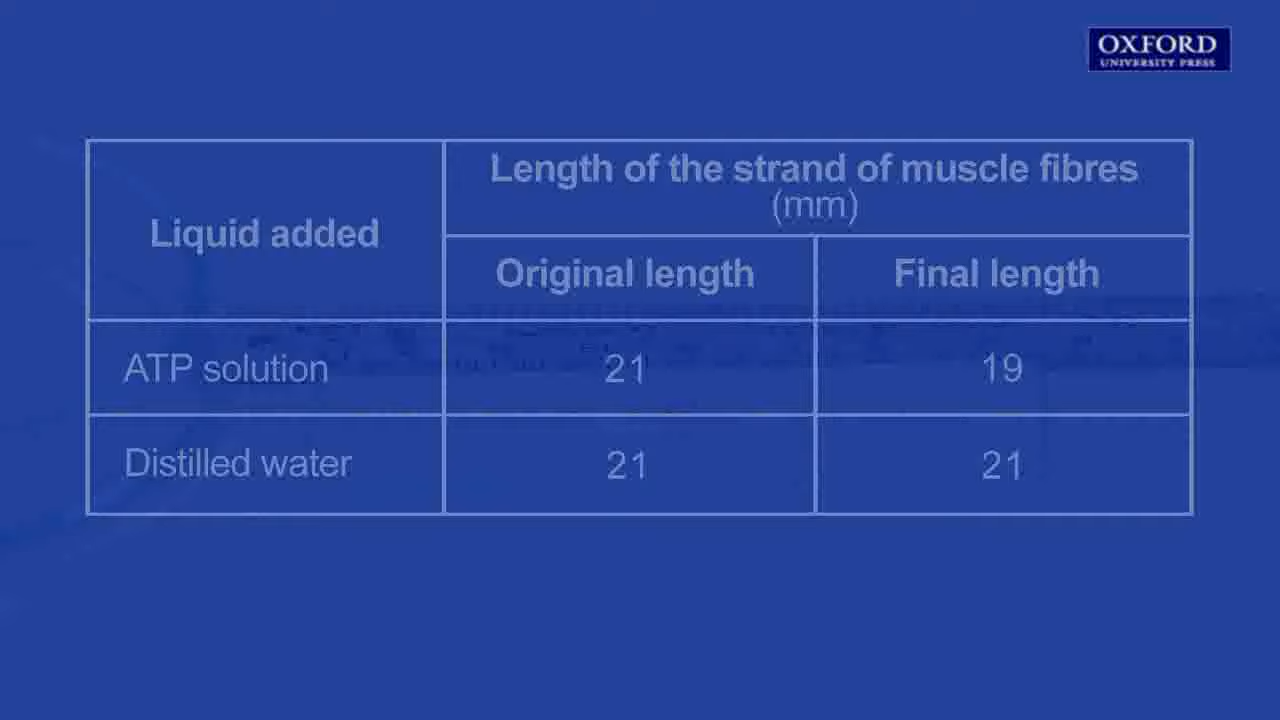 OXFORD
UNIVERSITY PRESS
Length of the strand of muscle fibres
(mm)
Liquid added
Original length
Final length
ATP solution
21
19
Distilled water
21
21